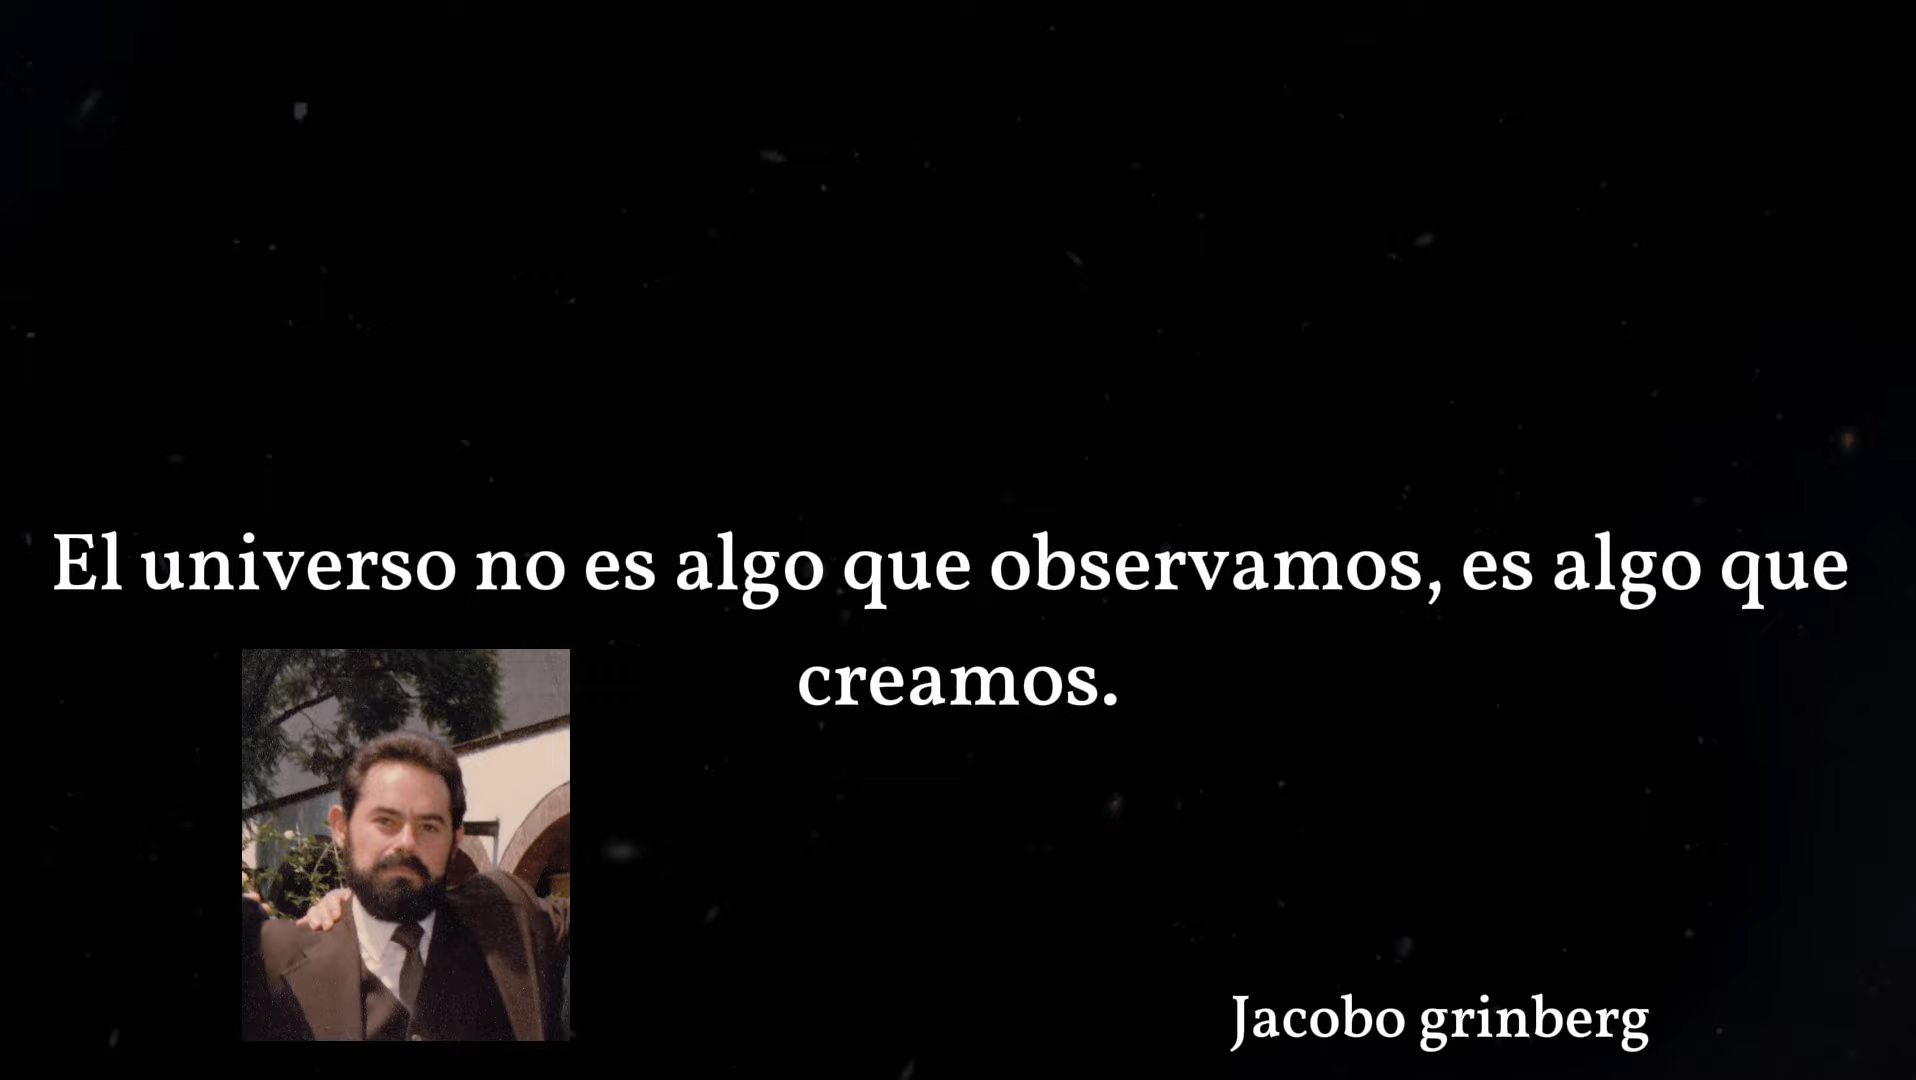 El universo no es algo que observamos, es algo que
creamos.
Jacobo grinberg